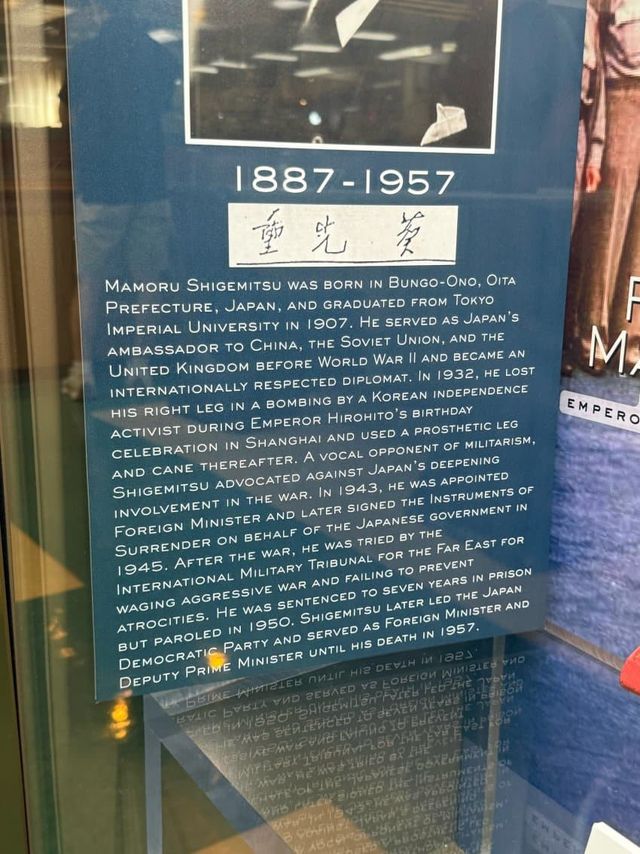 1887-1957
重光 葵
MAMORU SHIGEMITSU WAS BORN IN BUNGO-ONO, OITA
PREFECTURE, JAPAN, AND GRADUATED FROM TOKYO
IMPERIAL UNIVERSITY IN 1907. HE SERVED AS JAPAN'S
AMBASSADOR TO CHINA, THE SOVIET UNION, AND THE
UNITED KINGDOM BEFORE WORLD WAR II AND BECAME AN
INTERNATIONALLY RESPECTED DIPLOMAT. IN 1932, HE LOST
HIS RIGHT LEG IN A BOMBING BY A KOREAN INDEPENDENCE
ACTIVIST DURING EMPEROR HIROHITO'S BIRTHDAY
CELEBRATION IN SHANGHAI AND USED A PROSTHETIC LEG
AND CANE THEREAFTER. A VOCAL OPPONENT OF MILITARISM,
SHIGEMITSU ADVOCATED AGAINST JAPAN'S DEEPENING
INVOLVEMENT IN THE WAR. IN 1943, HE WAS APPOINTED
FOREIGN MINISTER AND LATER SIGNED THE INSTRUMENTS OF
SURRENDER ON BEHALF OF THE JAPANESE GOVERNMENT IN
1945. AFTER THE WAR, HE WAS TRIED BY THE
INTERNATIONAL MILITARY TRIBUNAL FOR THE FAR EAST FOR
WAGING AGGRESSIVE WAR AND FAILING TO PREVENT
ATROCITIES. HE WAS SENTENCED TO SEVEN YEARS IN PRISON
BUT PAROLED IN 1950. SHIGEMITSU LATER LED THE JAPAN
DEMOCRATIC PARTY AND SERVED AS FOREIGN MINISTER AND
DEPUTY PRIME MINISTER UNTIL HIS DEATH IN 1957.
MA
EMPERO